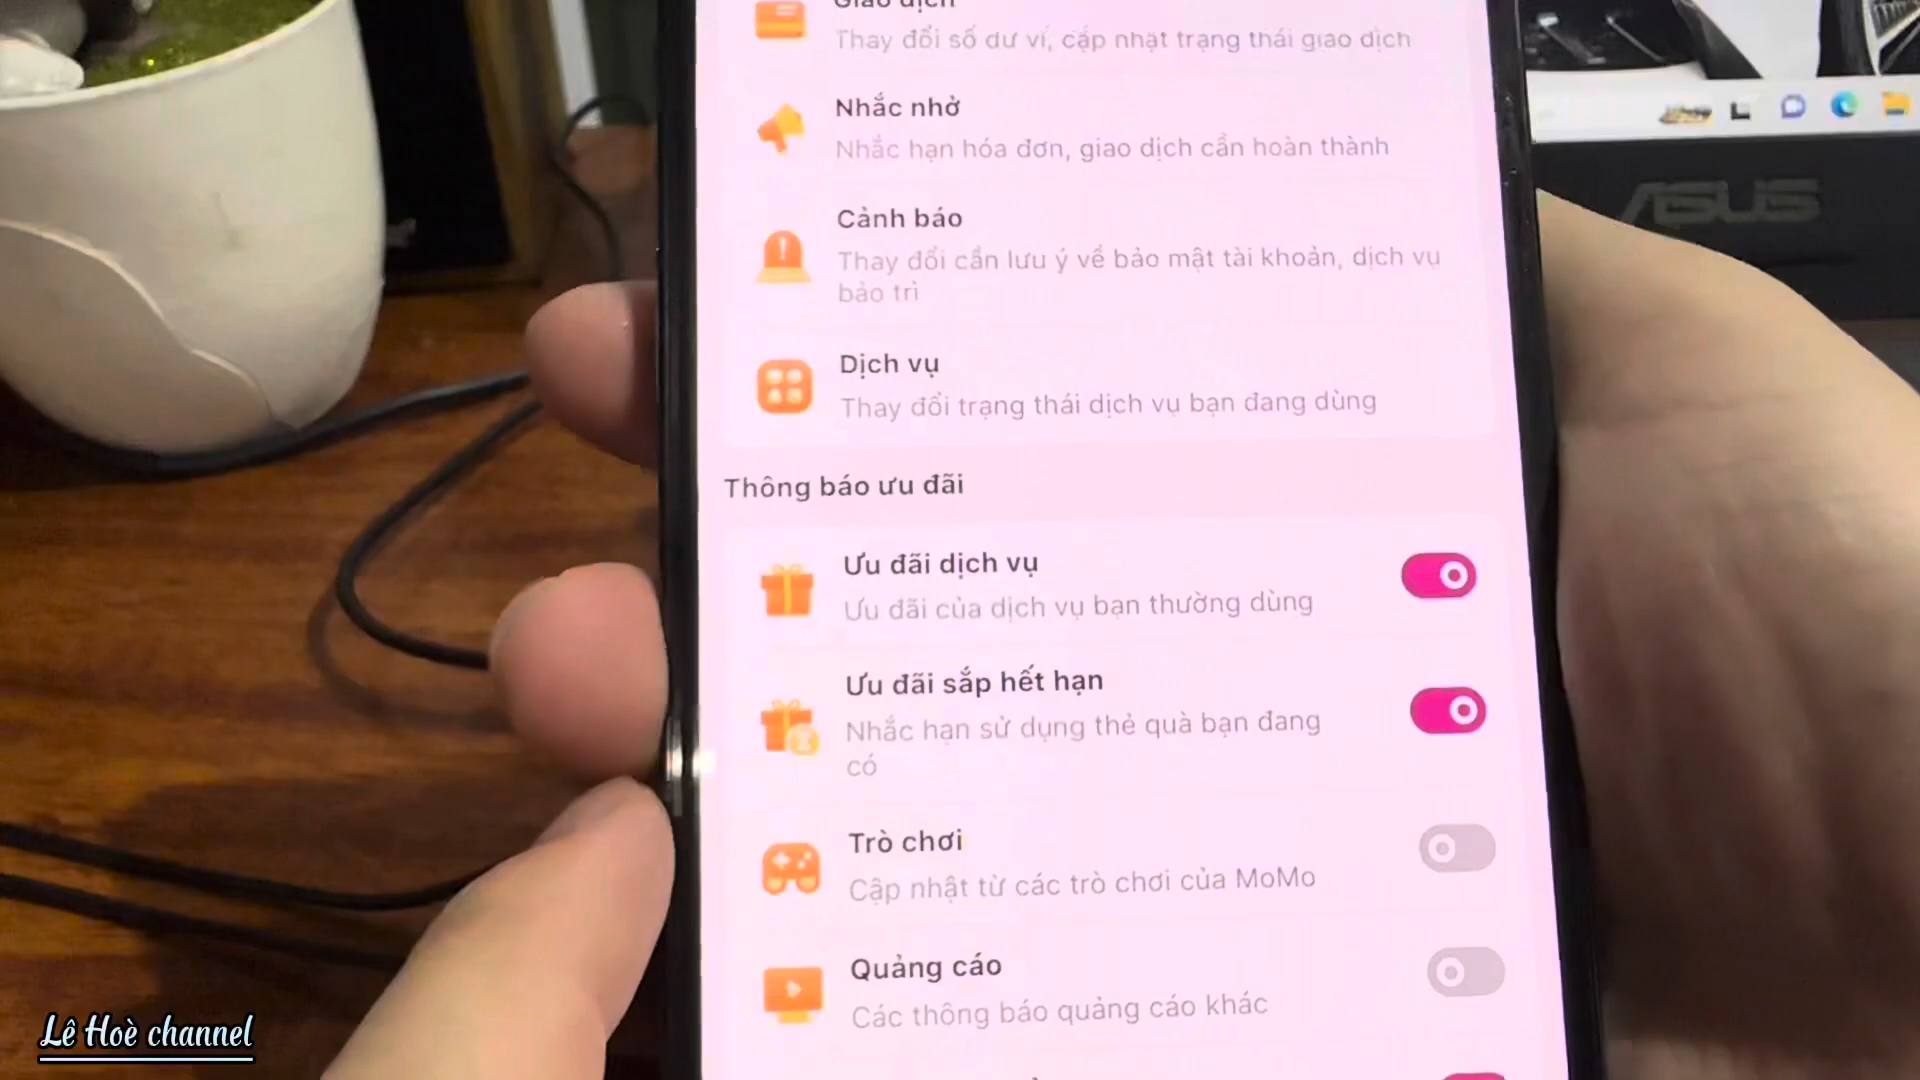 Giao dịch
Thay đổi số dư ví, cập nhật trạng thái giao dịch
Nhắc nhở
Nhắc hạn hóa đơn, giao dịch cần hoàn thành
Cảnh báo
Thay đổi cần lưu ý về bảo mật tài khoản, dịch vụ
bảo trì
Dịch vụ
Thay đổi trạng thái dịch vụ bạn đang dùng
Thông báo ưu đãi
Ưu đãi dịch vụ
Ưu đãi của dịch vụ bạn thường dùng
Ưu đãi sắp hết hạn
Nhắc hạn sử dụng thẻ quà bạn đang
có
Trò chơi
Cập nhật từ các trò chơi của MoMo
Quảng cáo
Các thông báo quảng cáo khác
ASUS
Lê Hoè channel